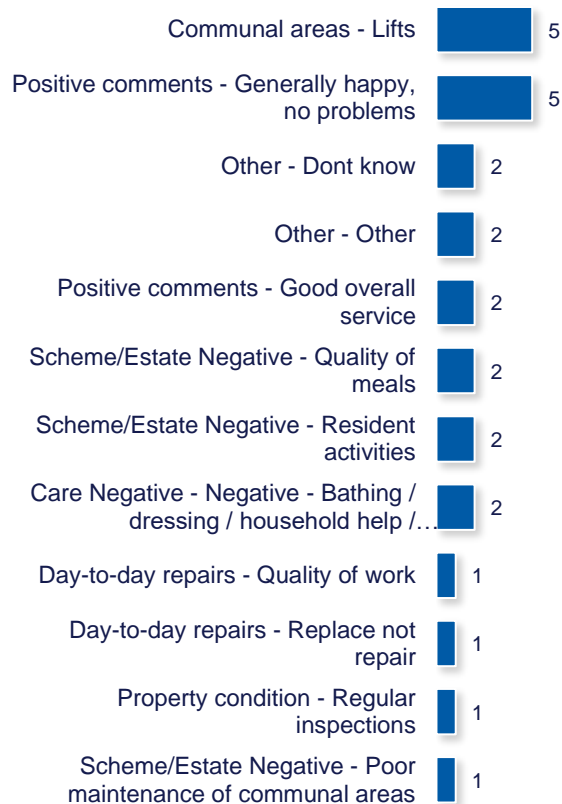 Communal areas - Lifts 5
Positive comments - Generally happy,
no problems 5
Other - Dont know 2
Other - Other 2
Positive comments - Good overall
service 2
Scheme/Estate Negative - Quality of
meals 2
Scheme/Estate Negative - Resident
activities 2
Care Negative - Negative - Bathing /
dressing / household help /… 2
Day-to-day repairs - Quality of work 1
Day-to-day repairs - Replace not
repair 1
Property condition - Regular
inspections 1
Scheme/Estate Negative - Poor
maintenance of communal areas 1